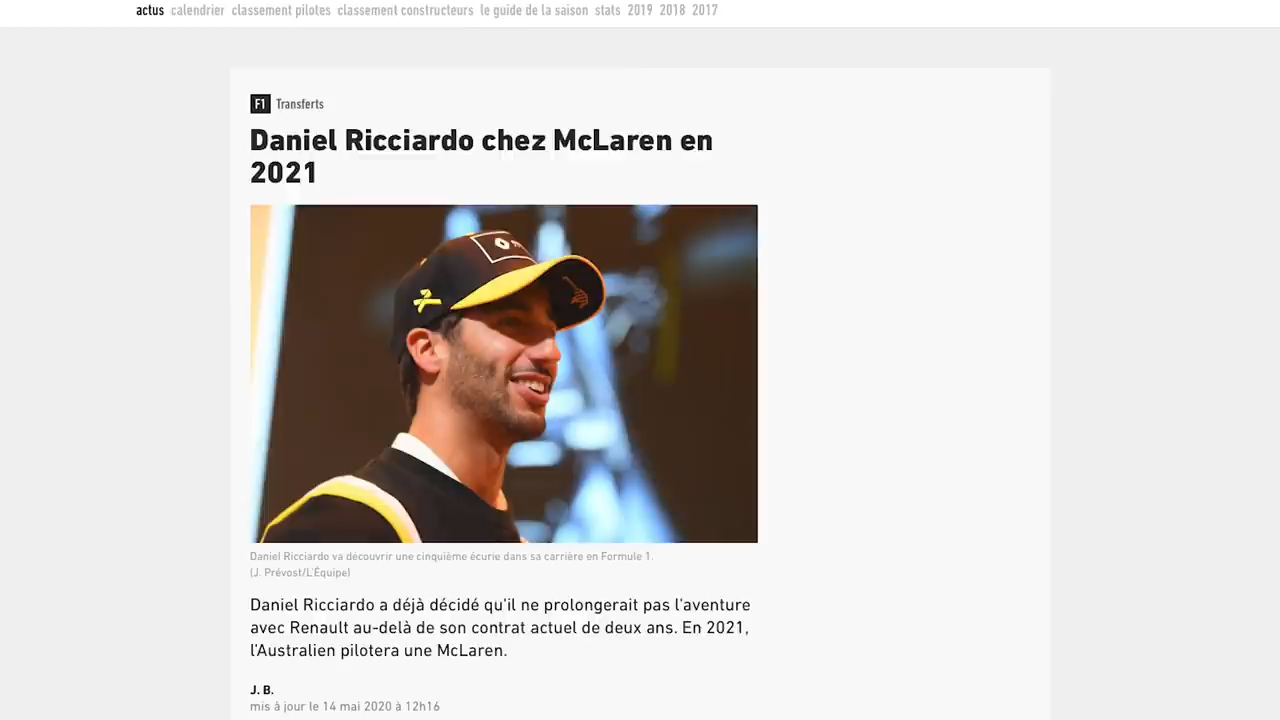 actus calendrier classement pilotes classement constructeurs le guide de la saison stats 2019 2018 2017
F1 Transferts
Daniel Ricciardo chez McLaren en
2021
Daniel Ricciardo va découvrir une cinquième écurie dans sa carrière en Formule 1.
(J. Prévost/L'Équipe)
Daniel Ricciardo a déjà décidé qu'il ne prolongerait pas l'aventure
avec Renault au-delà de son contrat actuel de deux ans. En 2021,
l'Australien pilotera une McLaren.
J. B.
mis à jour le 14 mai 2020 à 12h16